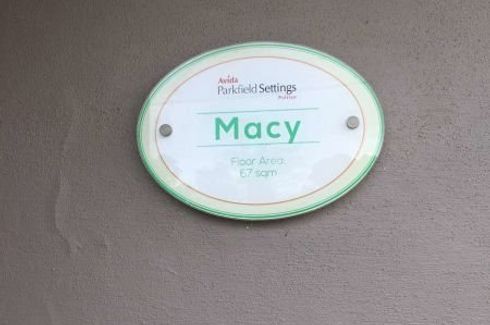 Avida
Parkfield Settings
Macy
Floor Area:
67 sqm